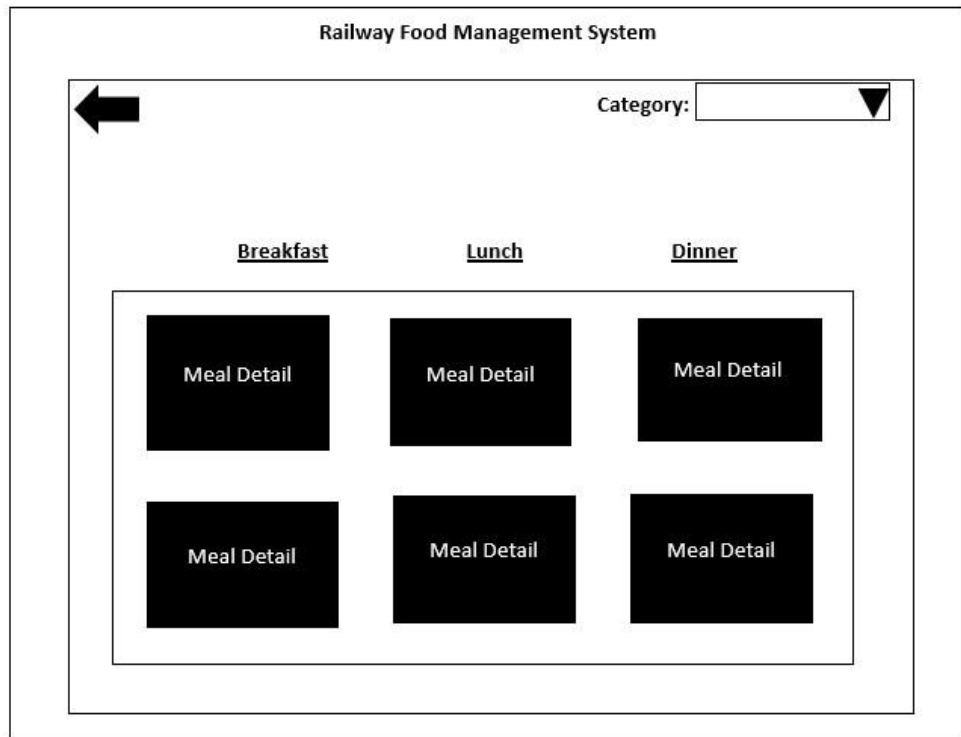 Railway Food Management System
Category:
Breakfast Lunch Dinner
Meal Detail Meal Detail Meal Detail
Meal Detail Meal Detail Meal Detail